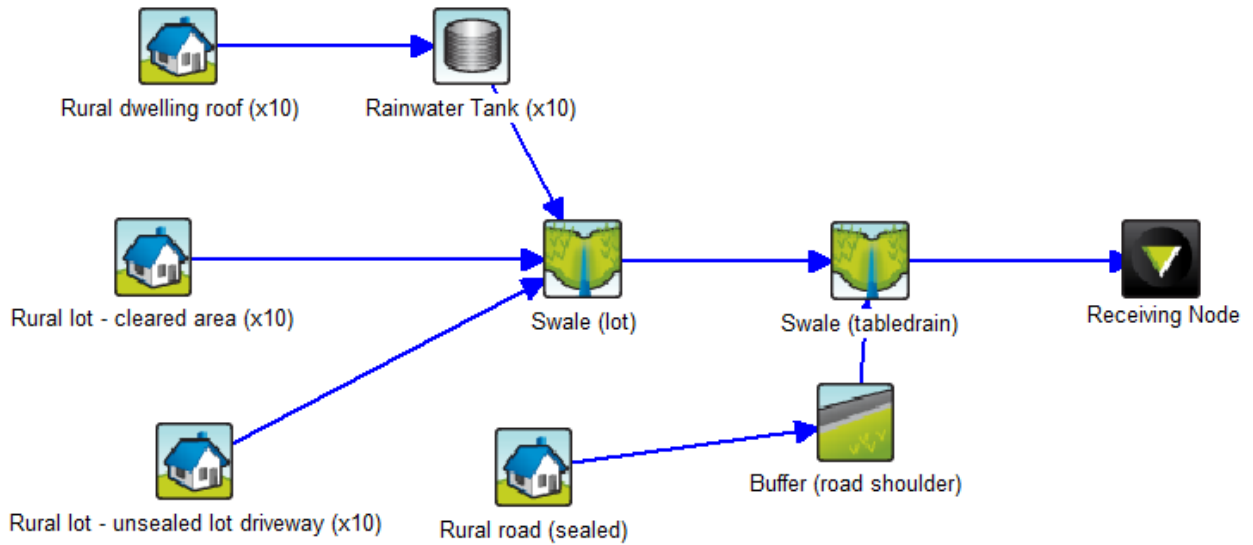 Rural dwelling roof (x10)
Rainwater Tank (x10)
Rural lot - cleared area (x10)
Swale (lot)
Swale (tabledrain)
Receiving Node
Rural lot - unsealed lot driveway (x10)
Rural road (sealed)
Buffer (road shoulder)